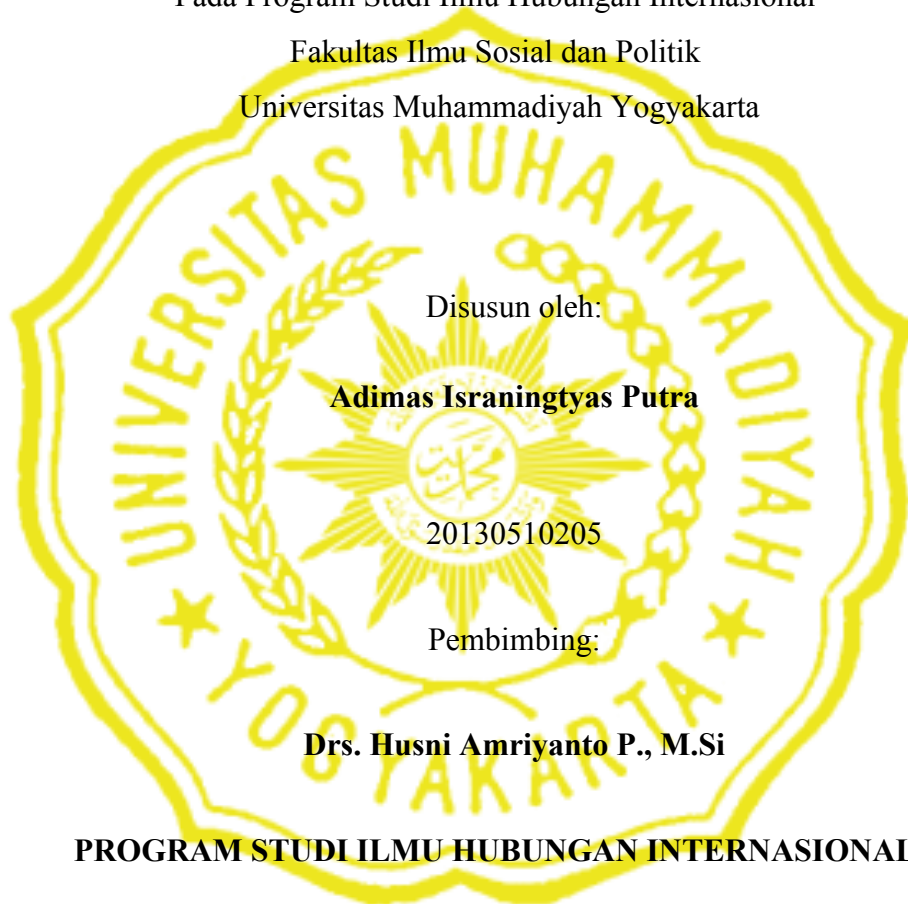 Pada Program Studi Ilmu Hubungan Internasional
Fakultas Ilmu Sosial dan Politik
Universitas Muhammadiyah Yogyakarta
UNIVERSITAS MUHAMMADIYAH
Disusun oleh:
Adimas Israningtyas Putra
محمدية
20130510205
Pembimbing:
★ YOGYAKARTA ★
Drs. Husni Amriyanto P., M.Si
PROGRAM STUDI ILMU HUBUNGAN INTERNASIONAL